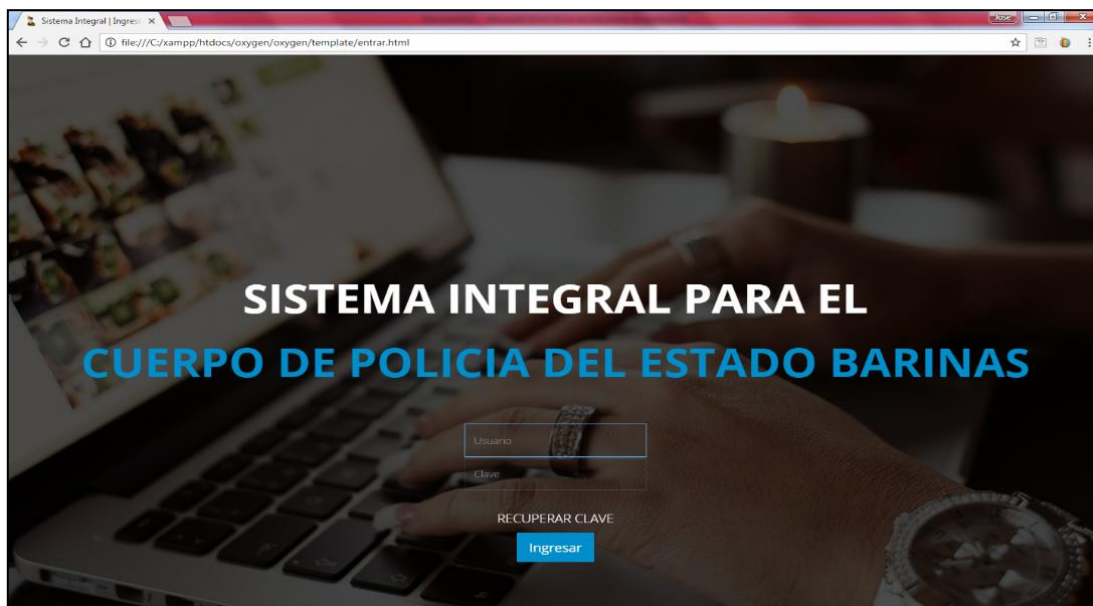 Sistema Integral | Ingres
Jose
file:///C:/xampp/htdocs/oxygen/oxygen/template/entrar.html
SISTEMA INTEGRAL PARA EL
CUERPO DE POLICIA DEL ESTADO BARINAS
Usuario
Clave
RECUPERAR CLAVE
Ingresar